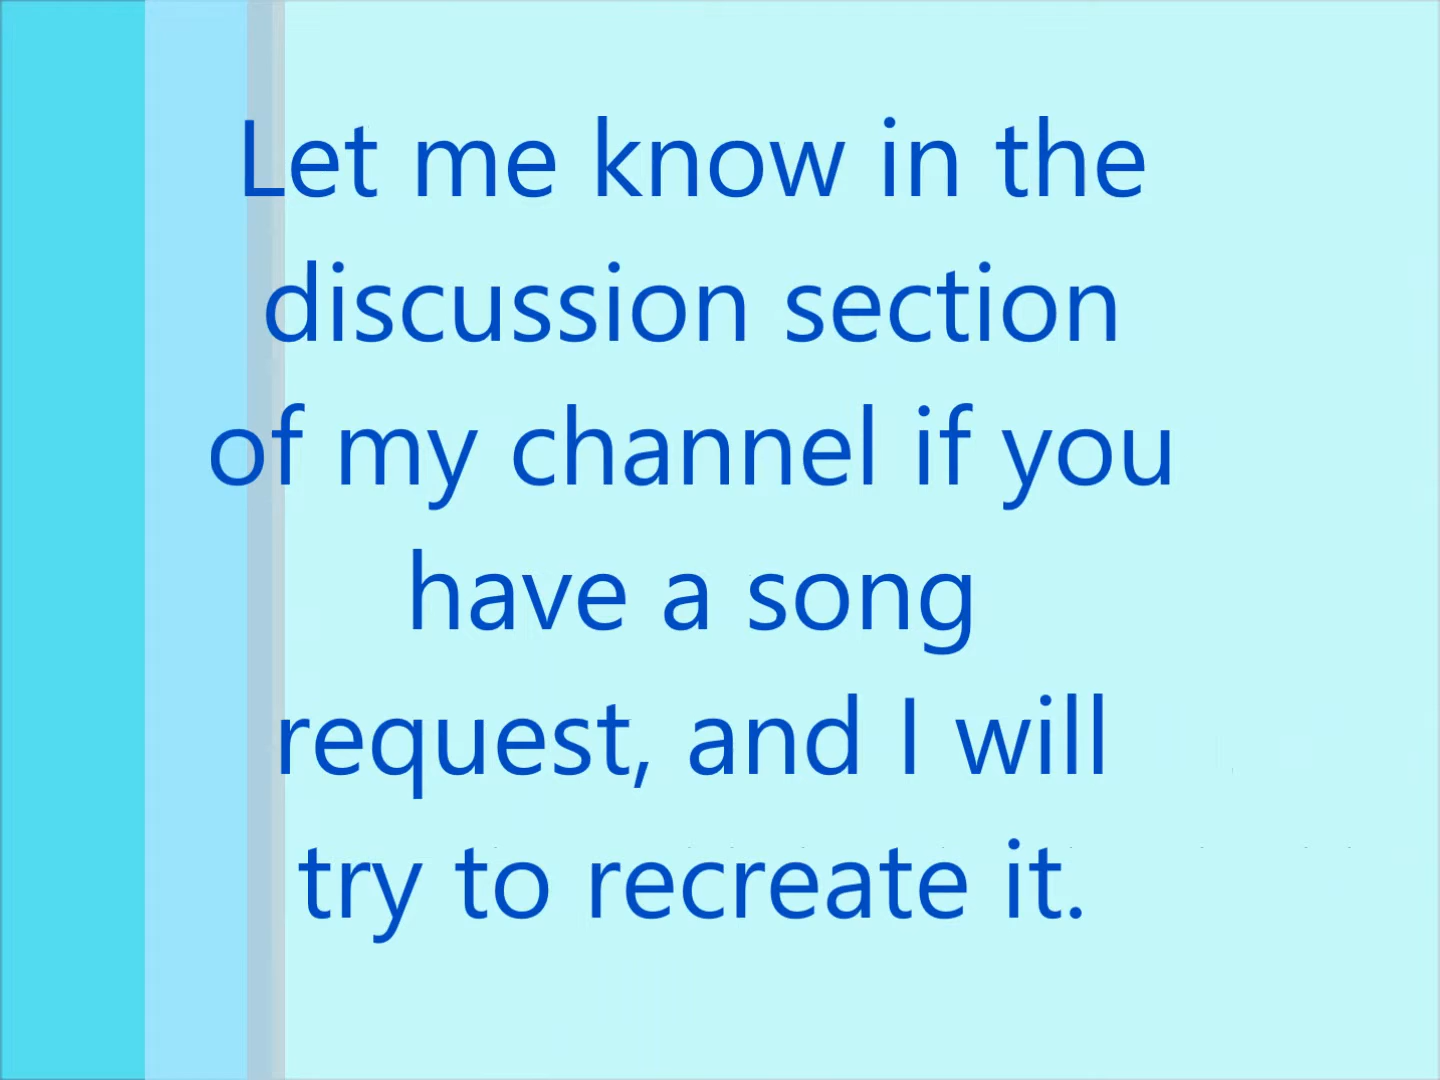 Let me know in the
discussion section
of my channel if you
have a song
request, and I will
try to recreate it.